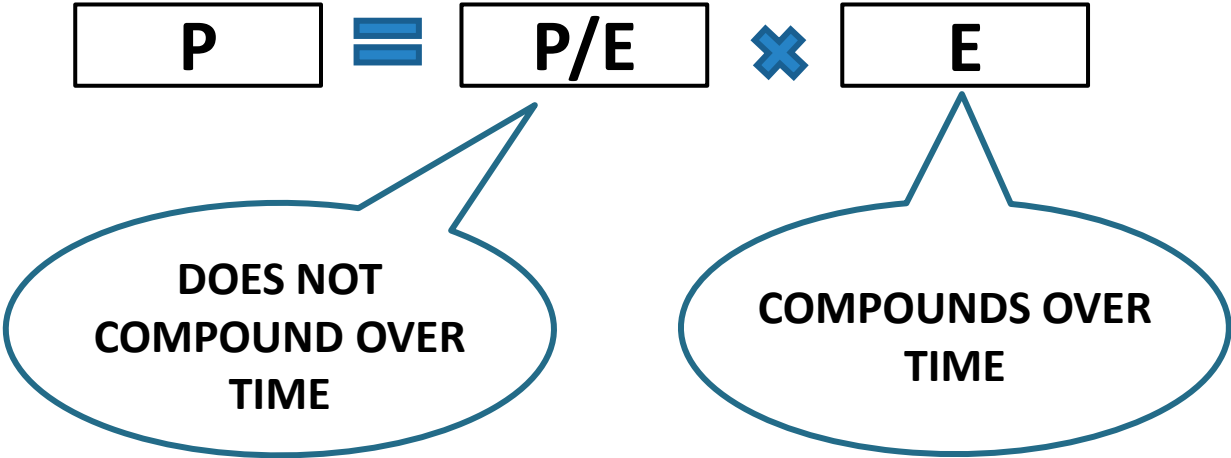 P = P/E × E
DOES NOT
COMPOUND OVER
TIME
COMPOUNDS OVER
TIME